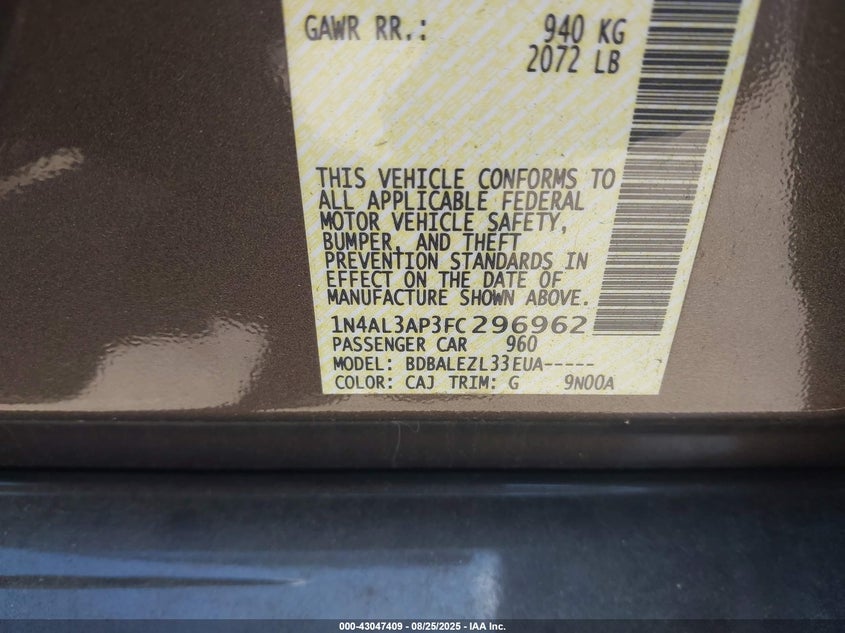 GAWR RR.: 940 KG
2072 LB
THIS VEHICLE CONFORMS TO
ALL APPLICABLE FEDERAL
MOTOR VEHICLE SAFETY,
BUMPER, AND THEFT
PREVENTION STANDARDS IN
EFFECT ON THE DATE OF
MANUFACTURE SHOWN ABOVE.
1N4AL3AP3FC296962
PASSENGER CAR 960
MODEL: BDBALEZL33EUA-----
COLOR: CAJ TRIM: G 9N00A
000-43047409 - 08/25/2025 - IAA Inc.